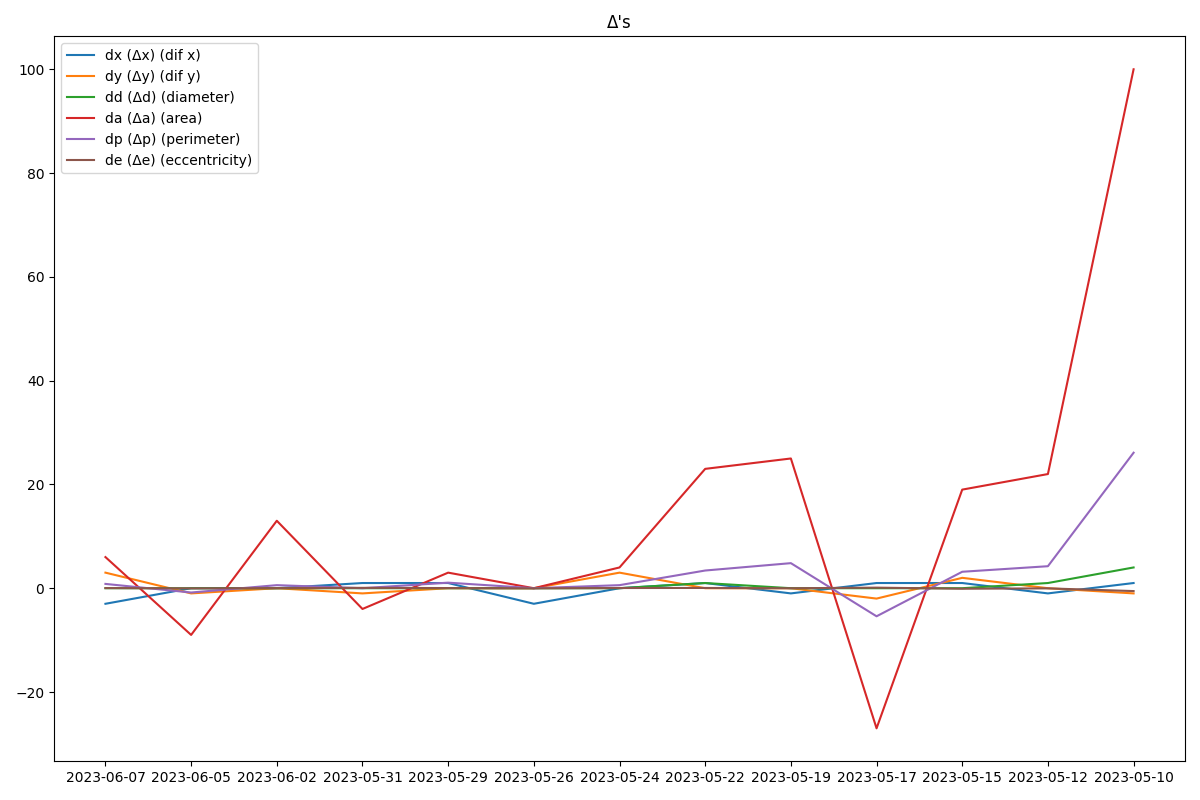 Δ's
dx (Δx) (dif x)
dy (Δy) (dif y)
dd (Δd) (diameter)
da (Δa) (area)
dp (Δp) (perimeter)
de (Δe) (eccentricity)
100
80
60
40
20
0
−20
2023-06-07 2023-06-05 2023-06-02 2023-05-31 2023-05-29 2023-05-26 2023-05-24 2023-05-22 2023-05-19 2023-05-17 2023-05-15 2023-05-12 2023-05-10